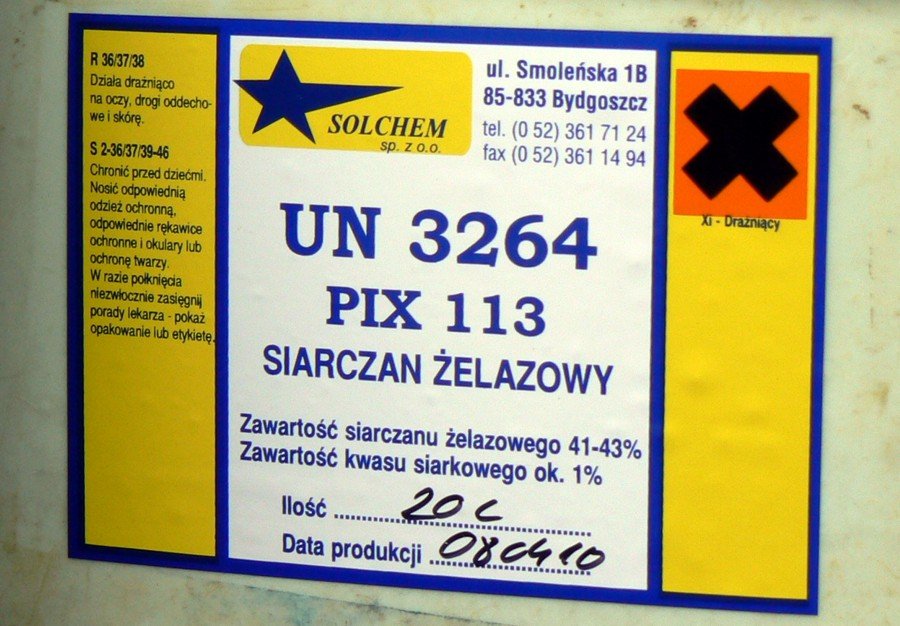 R 36/37/38
Działa drażniąco
na oczy, drogi oddecho-
we i skórę.
S 2-36/37/39-46
Chronić przed dziećmi.
Nosić odpowiednią
odzież ochronną,
odpowiednie rękawice
ochronne i okulary lub
ochronę twarzy.
W razie połknięcia
niezwłocznie zasięgnij
porady lekarza - pokaż
opakowanie lub etykietę.
SOLCHEM
sp. z o.o.
ul. Smoleńska 1B
85-833 Bydgoszcz
tel. (0 52) 361 71 24
fax (0 52) 361 14 94
UN 3264
PIX 113
SIARCZAN ŻELAZOWY
Zawartość siarczanu żelazowego 41-43%
Zawartość kwasu siarkowego ok. 1%
Ilość 20 L
Data produkcji 080410
Xi - Drażniący